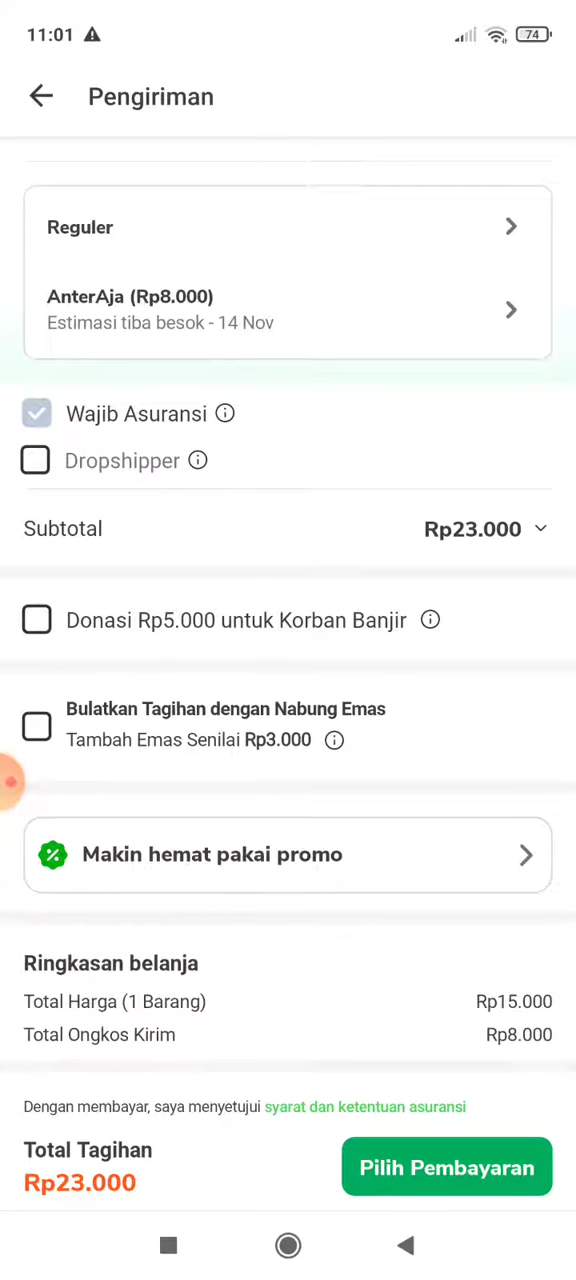 11:01
74
Pengiriman
Reguler
AnterAja (Rp8.000)
Estimasi tiba besok - 14 Nov
Wajib Asuransi
Dropshipper
Subtotal Rp23.000
Donasi Rp5.000 untuk Korban Banjir
Bulatkan Tagihan dengan Nabung Emas
Tambah Emas Senilai Rp3.000
Makin hemat pakai promo
Ringkasan belanja
Total Harga (1 Barang) Rp15.000
Total Ongkos Kirim Rp8.000
Dengan membayar, saya menyetujui syarat dan ketentuan asuransi
Total Tagihan
Rp23.000
Pilih Pembayaran